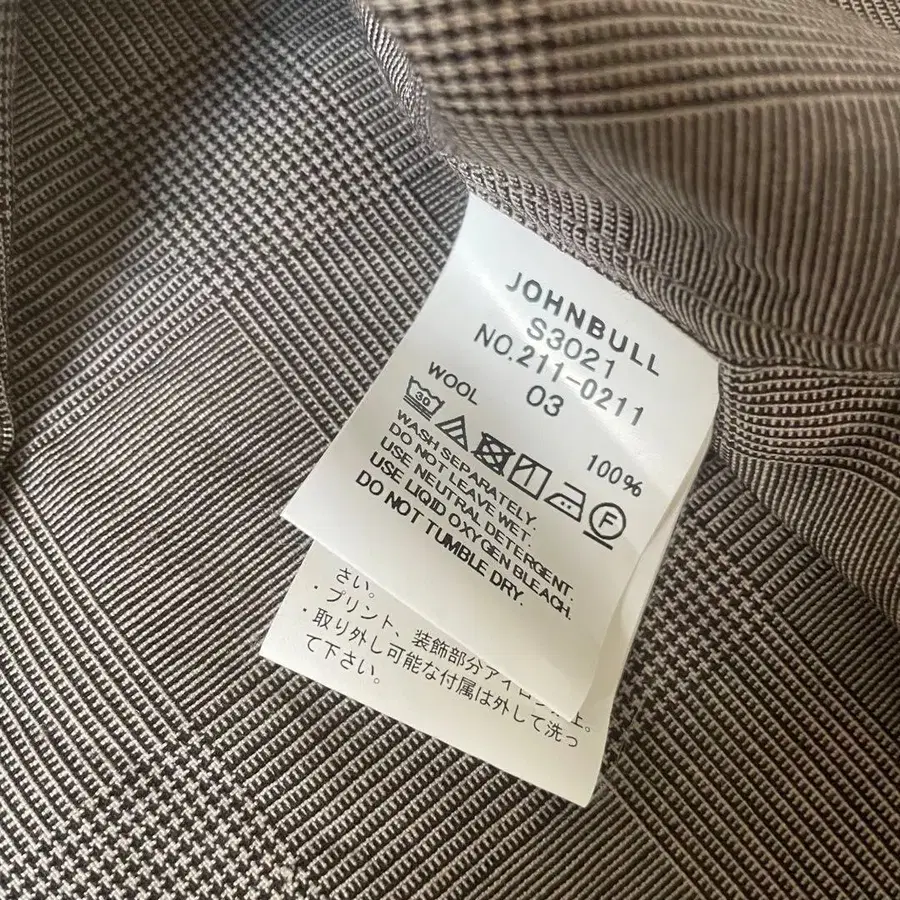 JOHNBULL
S3021
NO.211-0211
03
WOOL 100%
30
F
WASH SEPARATELY.
DO NOT LEAVE WET.
USE NEUTRAL DETERGENT.
USE LIQUID OXYGEN BLEACH.
DO NOT TUMBLE DRY.
さい。
・プリント、装飾部分アイロン
・取り外し可能な付属は外して洗っ
て下さい。